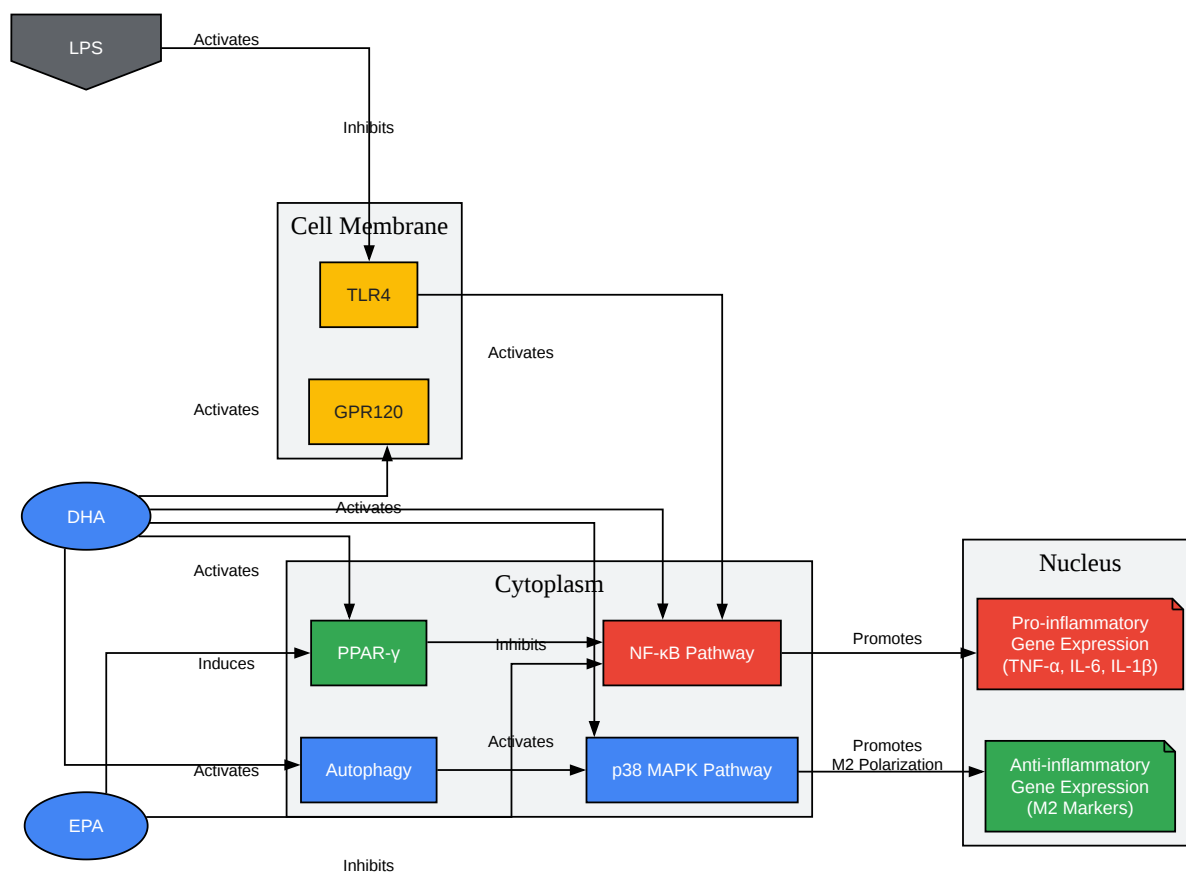 LPS
Activates
Inhibits
Cell Membrane
TLR4
Activates
Activates
GPR120
DHA
Activates
Activates
Cytoplasm
Nucleus
PPAR-γ
Inhibits
NF-κB Pathway
Promotes
Pro-inflammatory
Gene Expression
(TNF-α, IL-6, IL-1β)
Induces
Autophagy
Activates
p38 MAPK Pathway
Promotes
M2 Polarization
Anti-inflammatory
Gene Expression
(M2 Markers)
Activates
EPA
Inhibits